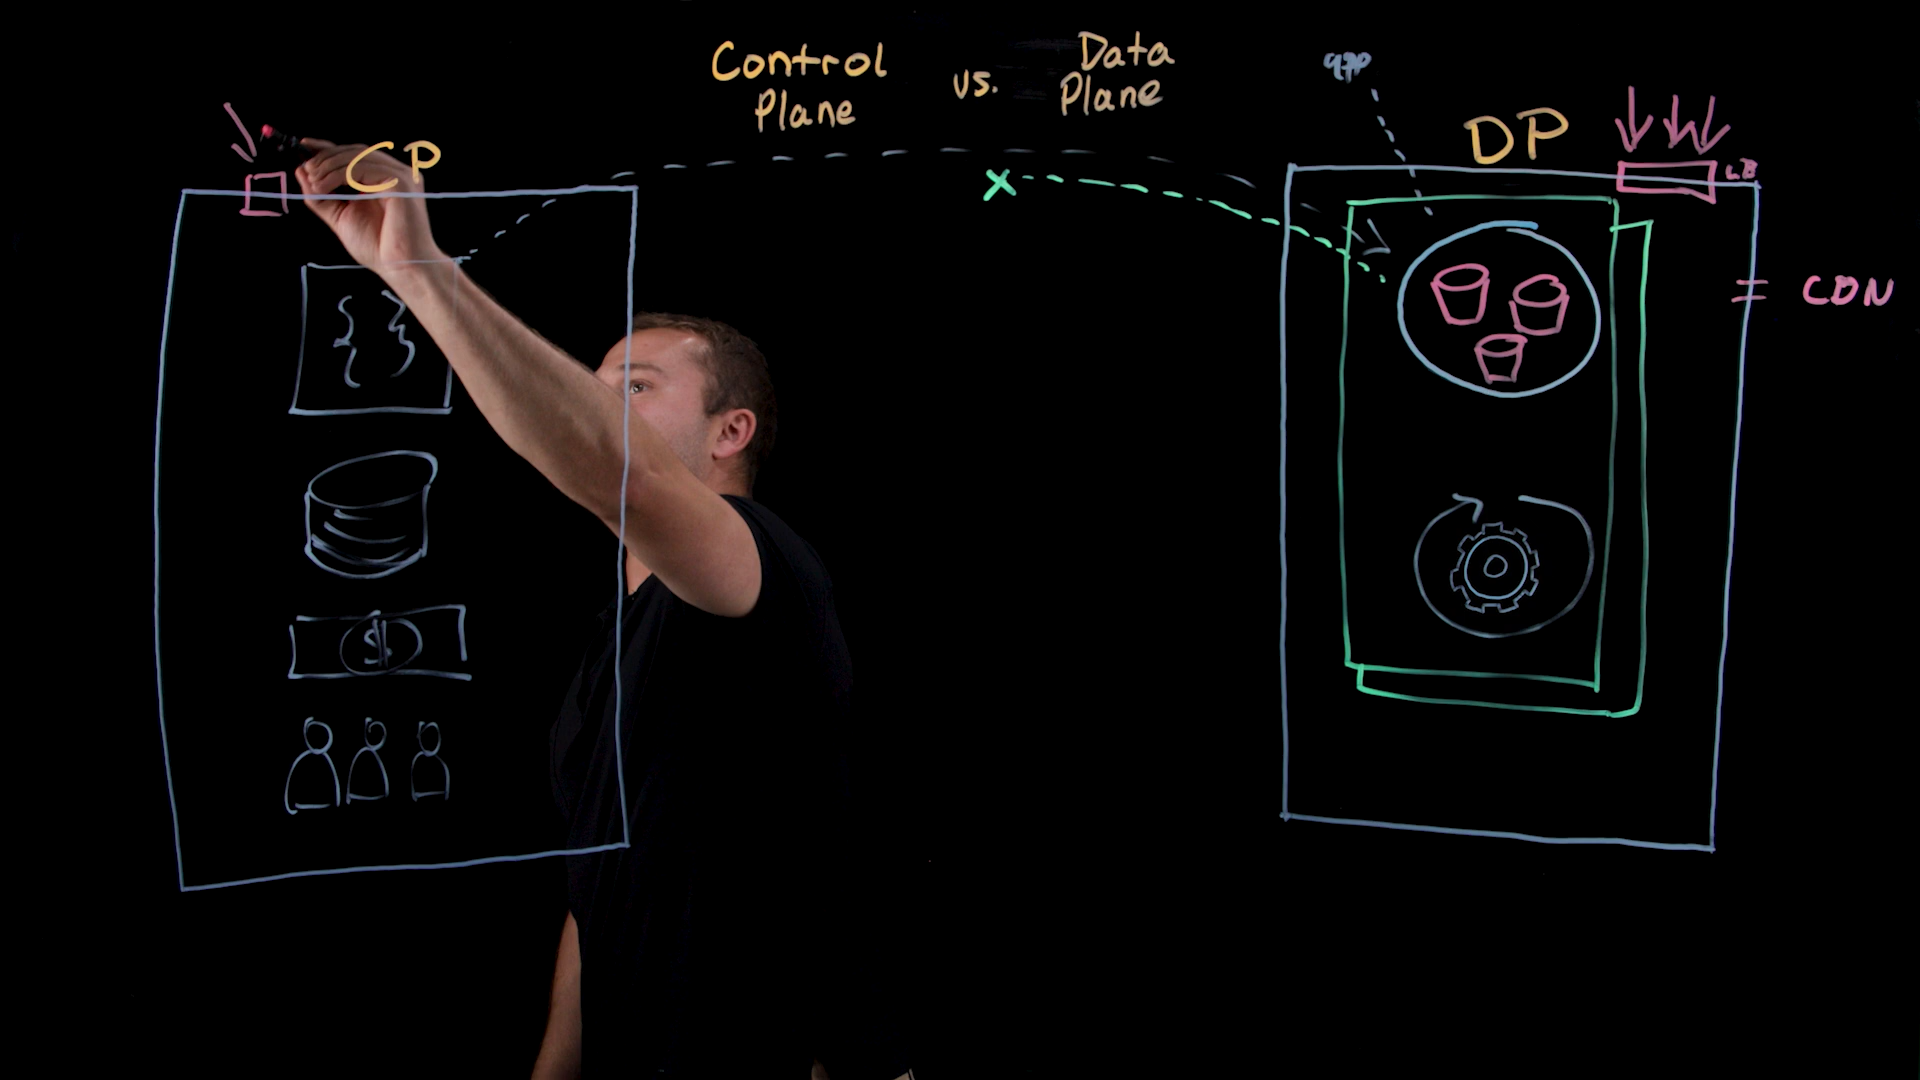 Control
Plane
vs.
Data
Plane
app
CP
DP
LB
{ }
= CDN
$